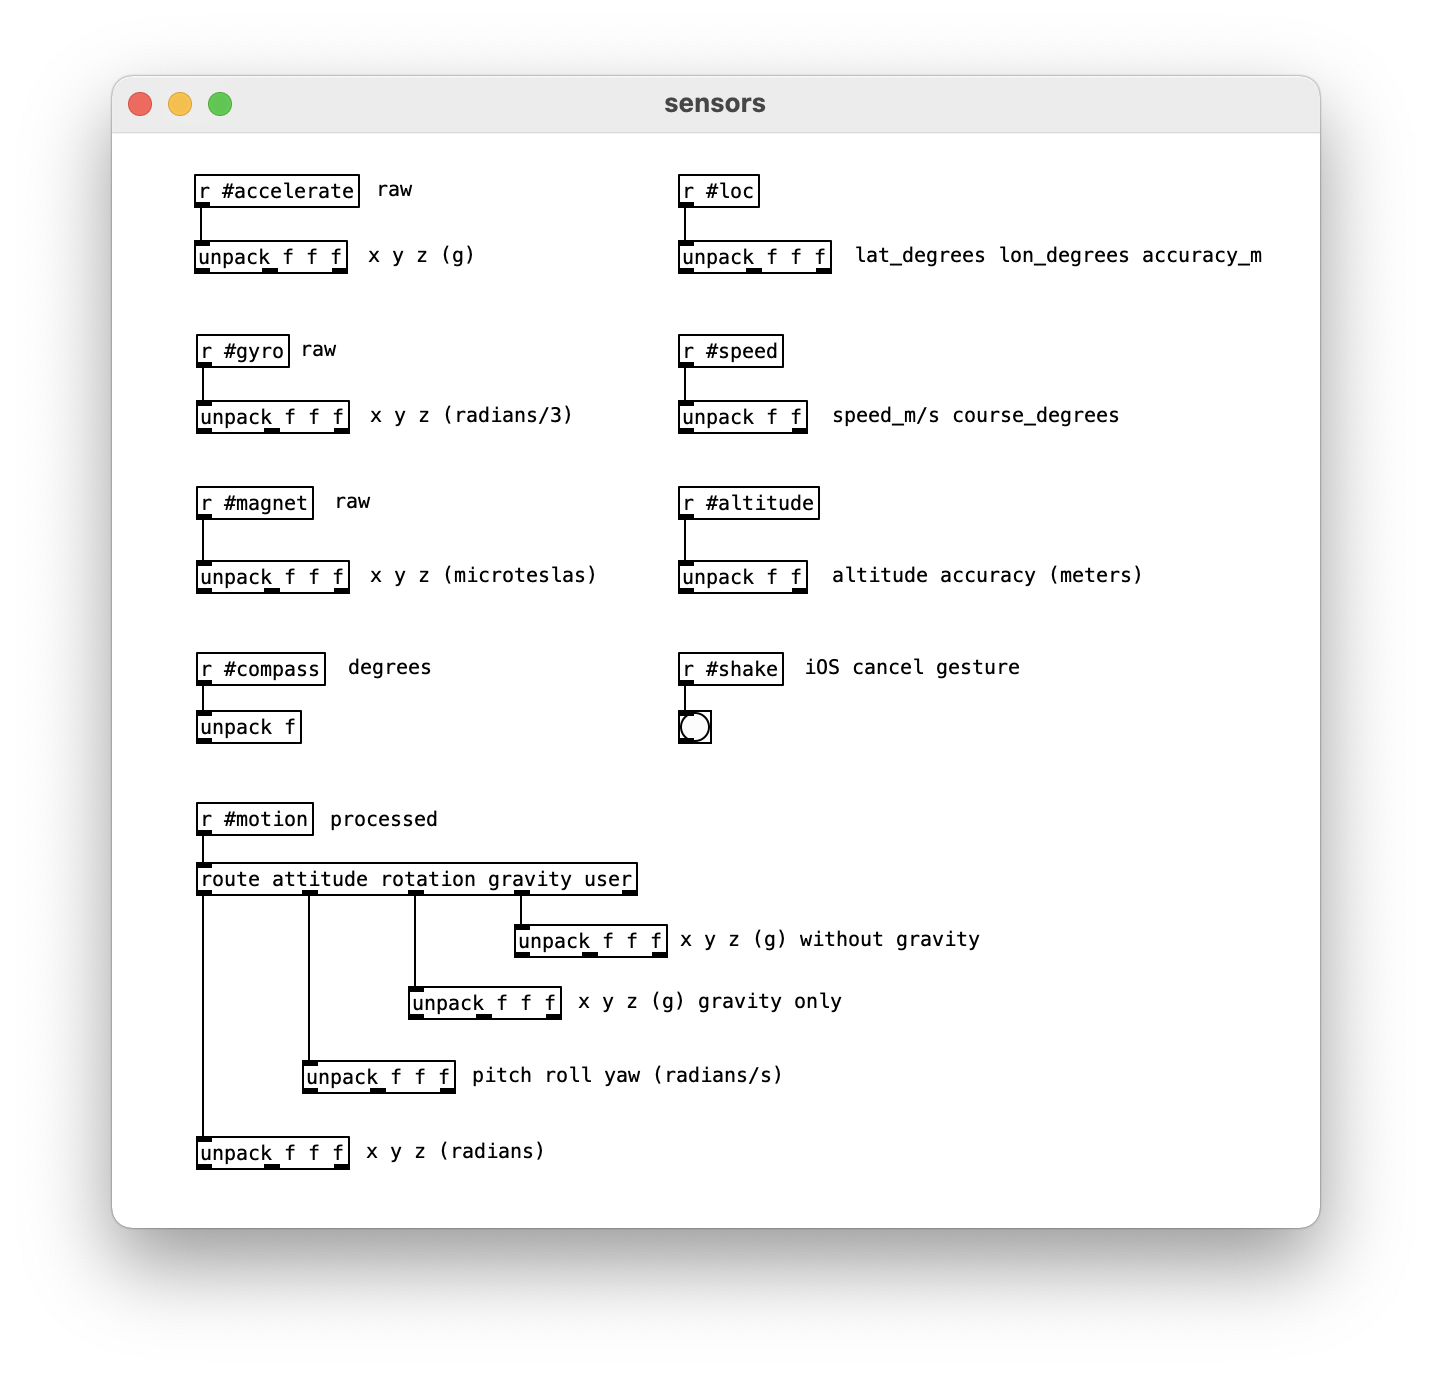 sensors
r #accelerate raw
unpack f f f x y z (g)
r #gyro raw
unpack f f f x y z (radians/3)
r #magnet raw
unpack f f f x y z (microteslas)
r #compass degrees
unpack f
r #loc
unpack f f f lat_degrees lon_degrees accuracy_m
r #speed
unpack f f speed_m/s course_degrees
r #altitude
unpack f f altitude accuracy (meters)
r #shake iOS cancel gesture
r #motion processed
route attitude rotation gravity user
unpack f f f x y z (g) without gravity
unpack f f f x y z (g) gravity only
unpack f f f pitch roll yaw (radians/s)
unpack f f f x y z (radians)